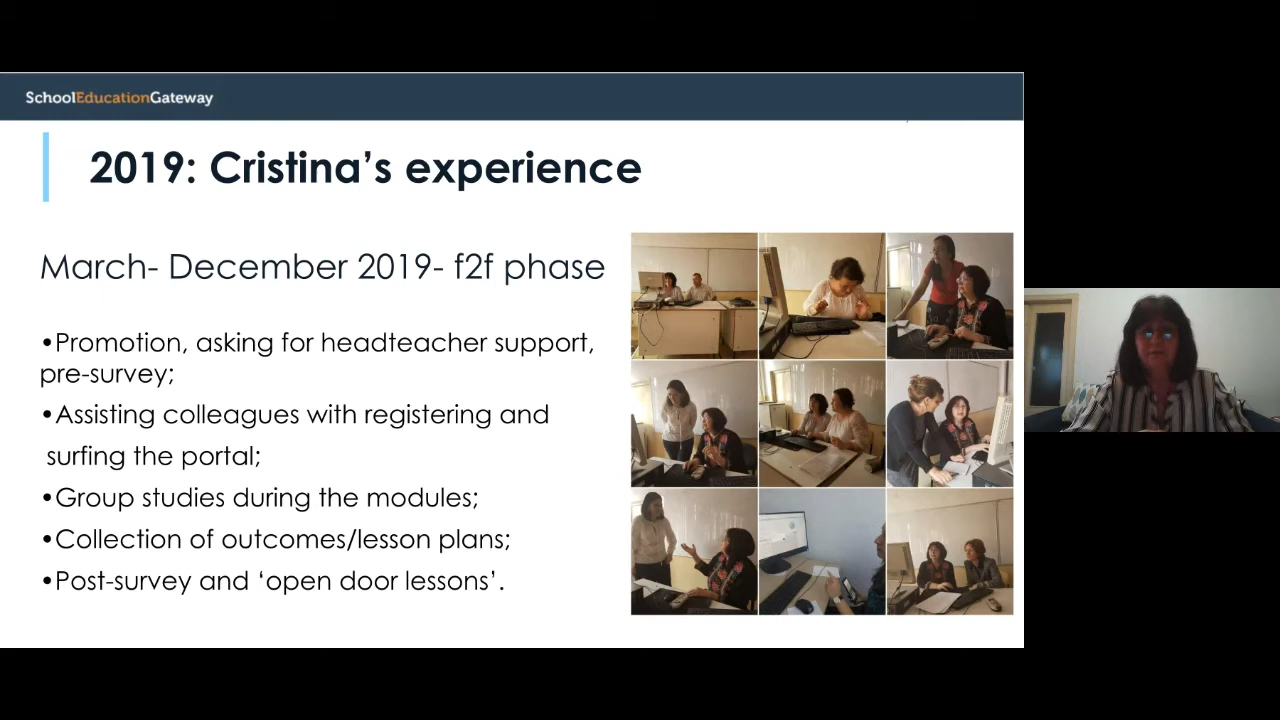 SchoolEducationGateway
2019: Cristina’s experience
March- December 2019- f2f phase
•Promotion, asking for headteacher support,
pre-survey;
•Assisting colleagues with registering and
surfing the portal;
•Group studies during the modules;
•Collection of outcomes/lesson plans;
•Post-survey and ‘open door lessons’.